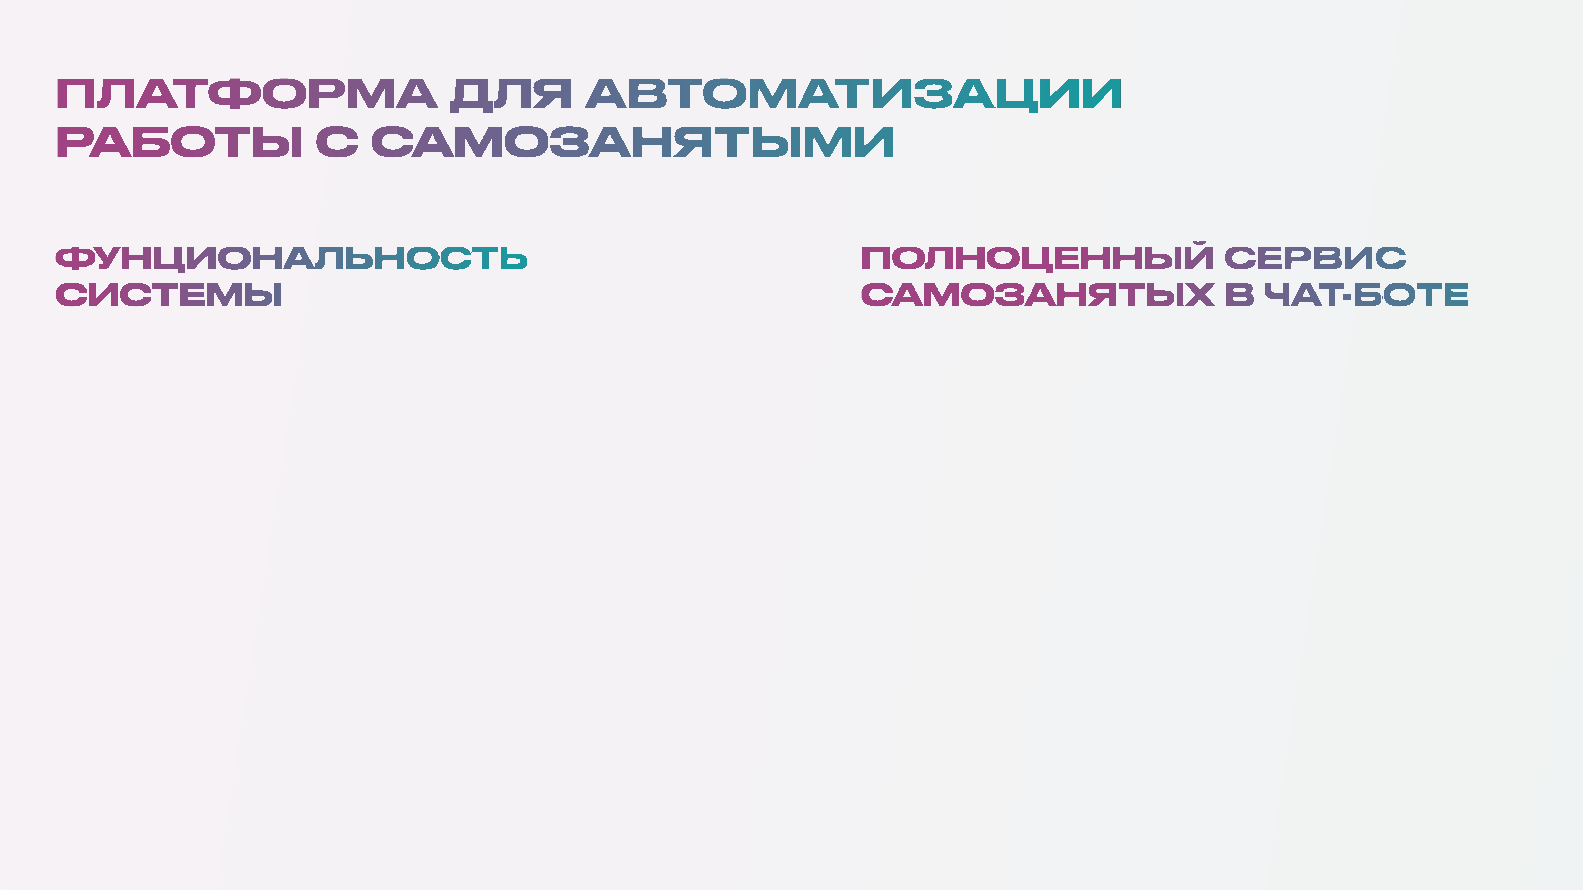 ПЛАТФОРМА ДЛЯ АВТОМАТИЗАЦИИ
РАБОТЫ С САМОЗАНЯТЫМИ
ФУНЦИОНАЛЬНОСТЬ
СИСТЕМЫ
ПОЛНОЦЕННЫЙ СЕРВИС
САМОЗАНЯТЫХ В ЧАТ-БОТЕ